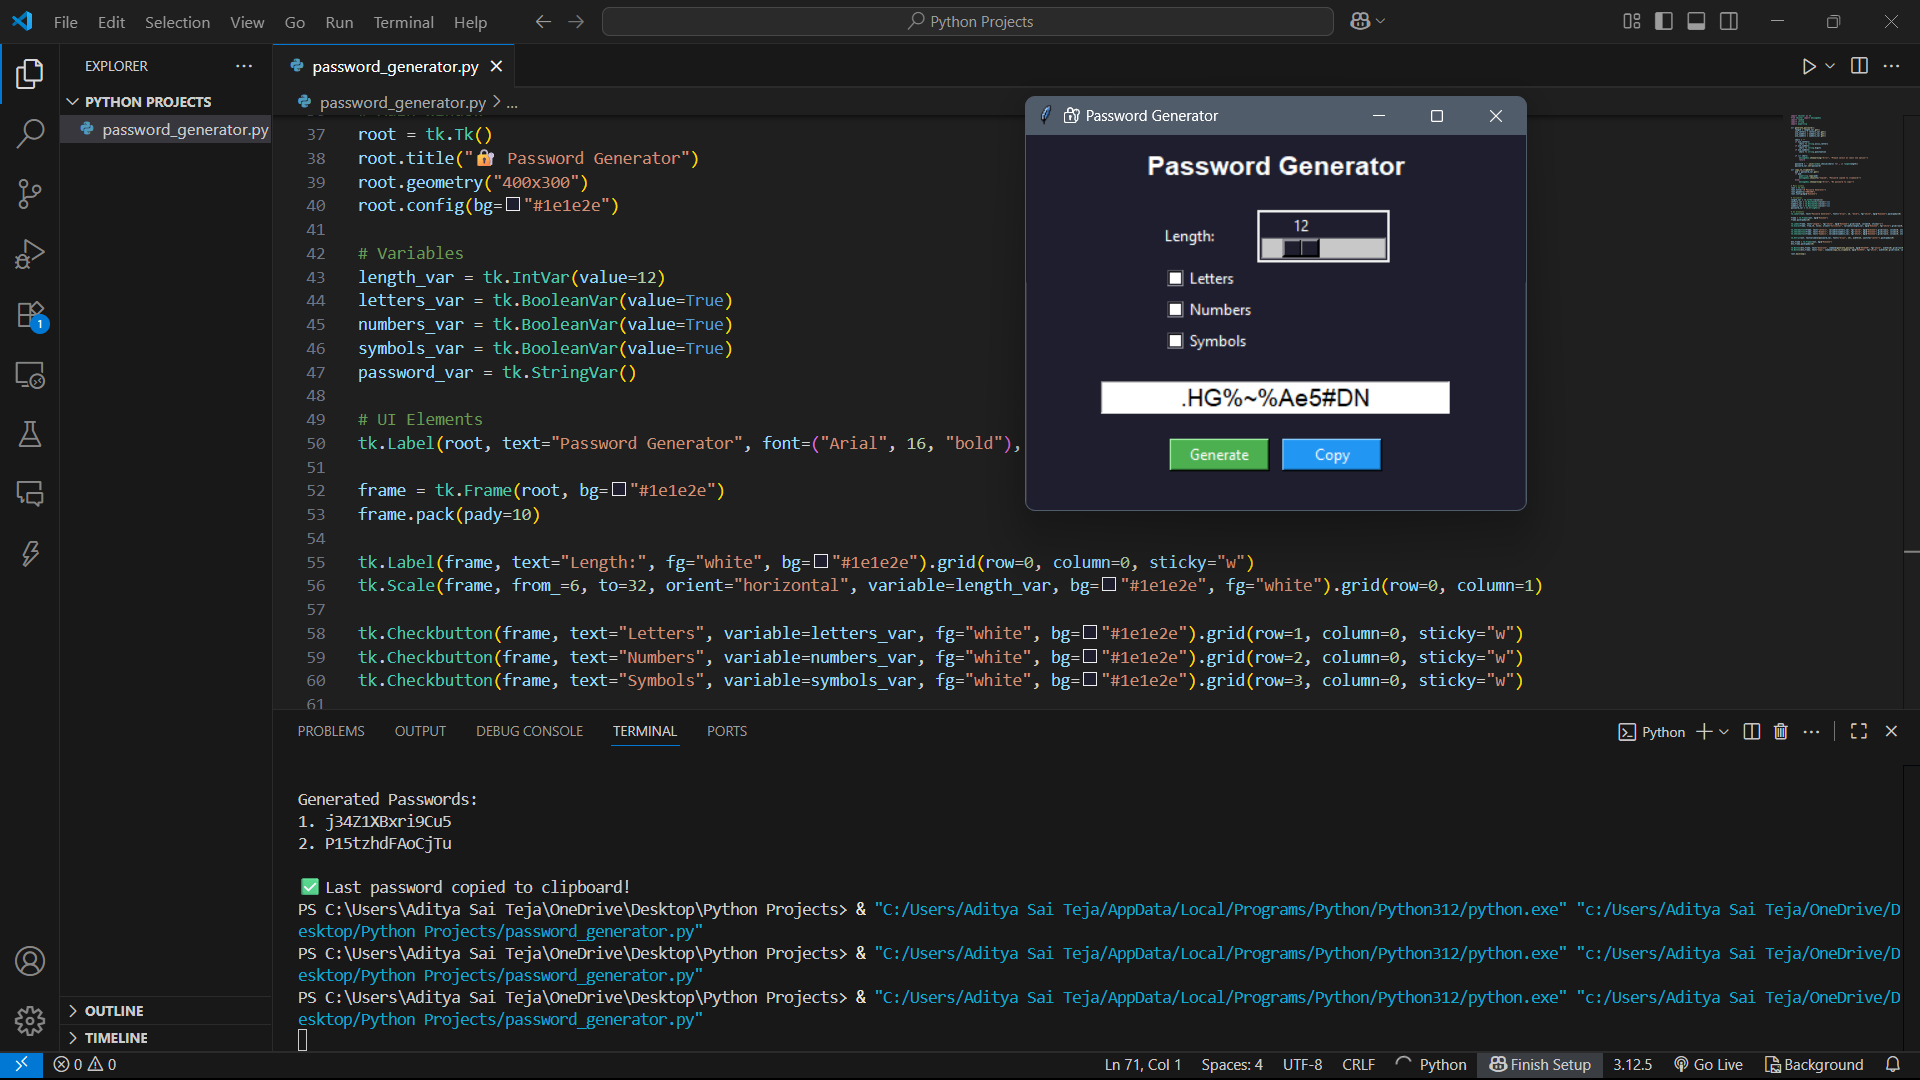 File Edit Selection View Go Run Terminal Help
Python Projects
EXPLORER
PYTHON PROJECTS
password_generator.py
password_generator.py
password_generator.py > ...
37 root = tk.Tk()
38 root.title("🔐 Password Generator")
39 root.geometry("400x300")
40 root.config(bg="#1e1e2e")
41
42 # Variables
43 length_var = tk.IntVar(value=12)
44 letters_var = tk.BooleanVar(value=True)
45 numbers_var = tk.BooleanVar(value=True)
46 symbols_var = tk.BooleanVar(value=True)
47 password_var = tk.StringVar()
48
49 # UI Elements
50 tk.Label(root, text="Password Generator", font=("Arial", 16, "bold"),
51
52 frame = tk.Frame(root, bg="#1e1e2e")
53 frame.pack(pady=10)
54
55 tk.Label(frame, text="Length:", fg="white", bg="#1e1e2e").grid(row=0, column=0, sticky="w")
56 tk.Scale(frame, from_=6, to=32, orient="horizontal", variable=length_var, bg="#1e1e2e", fg="white").grid(row=0, column=1)
57
58 tk.Checkbutton(frame, text="Letters", variable=letters_var, fg="white", bg="#1e1e2e").grid(row=1, column=0, sticky="w")
59 tk.Checkbutton(frame, text="Numbers", variable=numbers_var, fg="white", bg="#1e1e2e").grid(row=2, column=0, sticky="w")
60 tk.Checkbutton(frame, text="Symbols", variable=symbols_var, fg="white", bg="#1e1e2e").grid(row=3, column=0, sticky="w")
61
🔐 Password Generator
Password Generator
12
Length:
Letters
Numbers
Symbols
.HG%~%Ae5#DN
Generate Copy
PROBLEMS OUTPUT DEBUG CONSOLE TERMINAL PORTS
Python
Generated Passwords:
1. j34Z1XBxri9Cu5
2. P15tzhdFAoCjTu
✅ Last password copied to clipboard!
PS C:\Users\Aditya Sai Teja\OneDrive\Desktop\Python Projects> & "C:/Users/Aditya Sai Teja/AppData/Local/Programs/Python/Python312/python.exe" "c:/Users/Aditya Sai Teja/OneDrive/D
esktop/Python Projects/password_generator.py"
PS C:\Users\Aditya Sai Teja\OneDrive\Desktop\Python Projects> & "C:/Users/Aditya Sai Teja/AppData/Local/Programs/Python/Python312/python.exe" "c:/Users/Aditya Sai Teja/OneDrive/D
esktop/Python Projects/password_generator.py"
PS C:\Users\Aditya Sai Teja\OneDrive\Desktop\Python Projects> & "C:/Users/Aditya Sai Teja/AppData/Local/Programs/Python/Python312/python.exe" "c:/Users/Aditya Sai Teja/OneDrive/D
esktop/Python Projects/password_generator.py"
1
OUTLINE
TIMELINE
0 0
Ln 71, Col 1 Spaces: 4 UTF-8 CRLF Python Finish Setup 3.12.5 Go Live Background